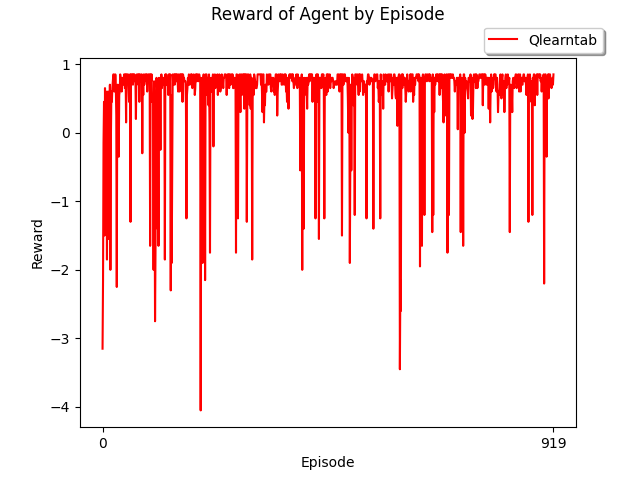 Reward of Agent by Episode
Qlearntab
1
0
−1
−2
−3
−4
Reward
0
919
Episode